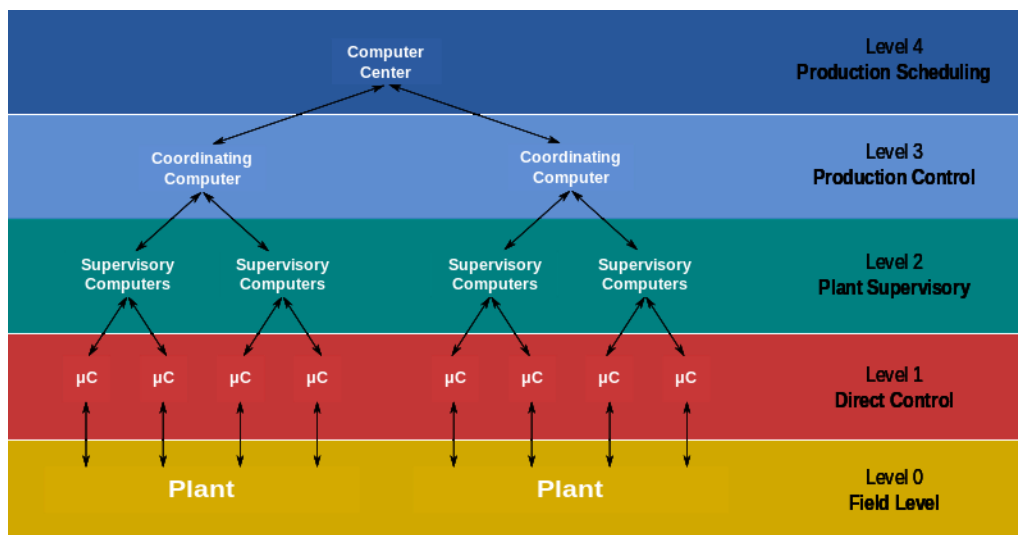 Computer
Center
Level 4
Production Scheduling
Coordinating
Computer
Coordinating
Computer
Level 3
Production Control
Supervisory
Computers
Supervisory
Computers
Supervisory
Computers
Supervisory
Computers
Level 2
Plant Supervisory
µC
µC
µC
µC
µC
µC
µC
µC
Level 1
Direct Control
Plant
Plant
Level 0
Field Level